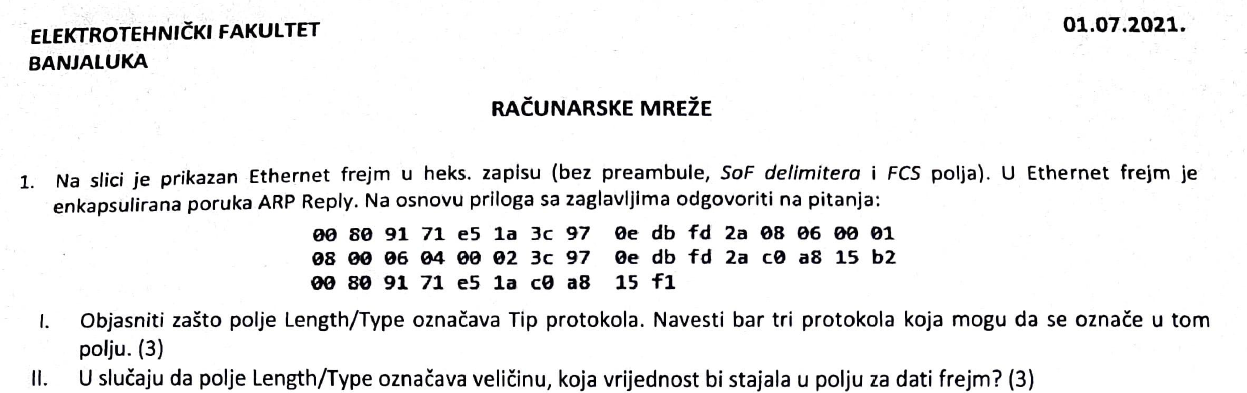 ELEKTROTEHNIČKI FAKULTET
01.07.2021.
BANJALUKA
RAČUNARSKE MREŽE
1. Na slici je prikazan Ethernet frejm u heks. zapisu (bez preambule, SoF delimitera i FCS polja). U Ethernet frejm je
enkapsulirana poruka ARP Reply. Na osnovu priloga sa zaglavljima odgovoriti na pitanja:
00 80 91 71 e5 1a 3c 97 0e db fd 2a 08 06 00 01
08 00 06 04 00 02 3c 97 0e db fd 2a c0 a8 15 b2
00 80 91 71 e5 1a c0 a8 15 f1
I. Objasniti zašto polje Length/Type označava Tip protokola. Navesti bar tri protokola koja mogu da se označe u tom
polju. (3)
II. U slučaju da polje Length/Type označava veličinu, koja vrijednost bi stajala u polju za dati frejm? (3)